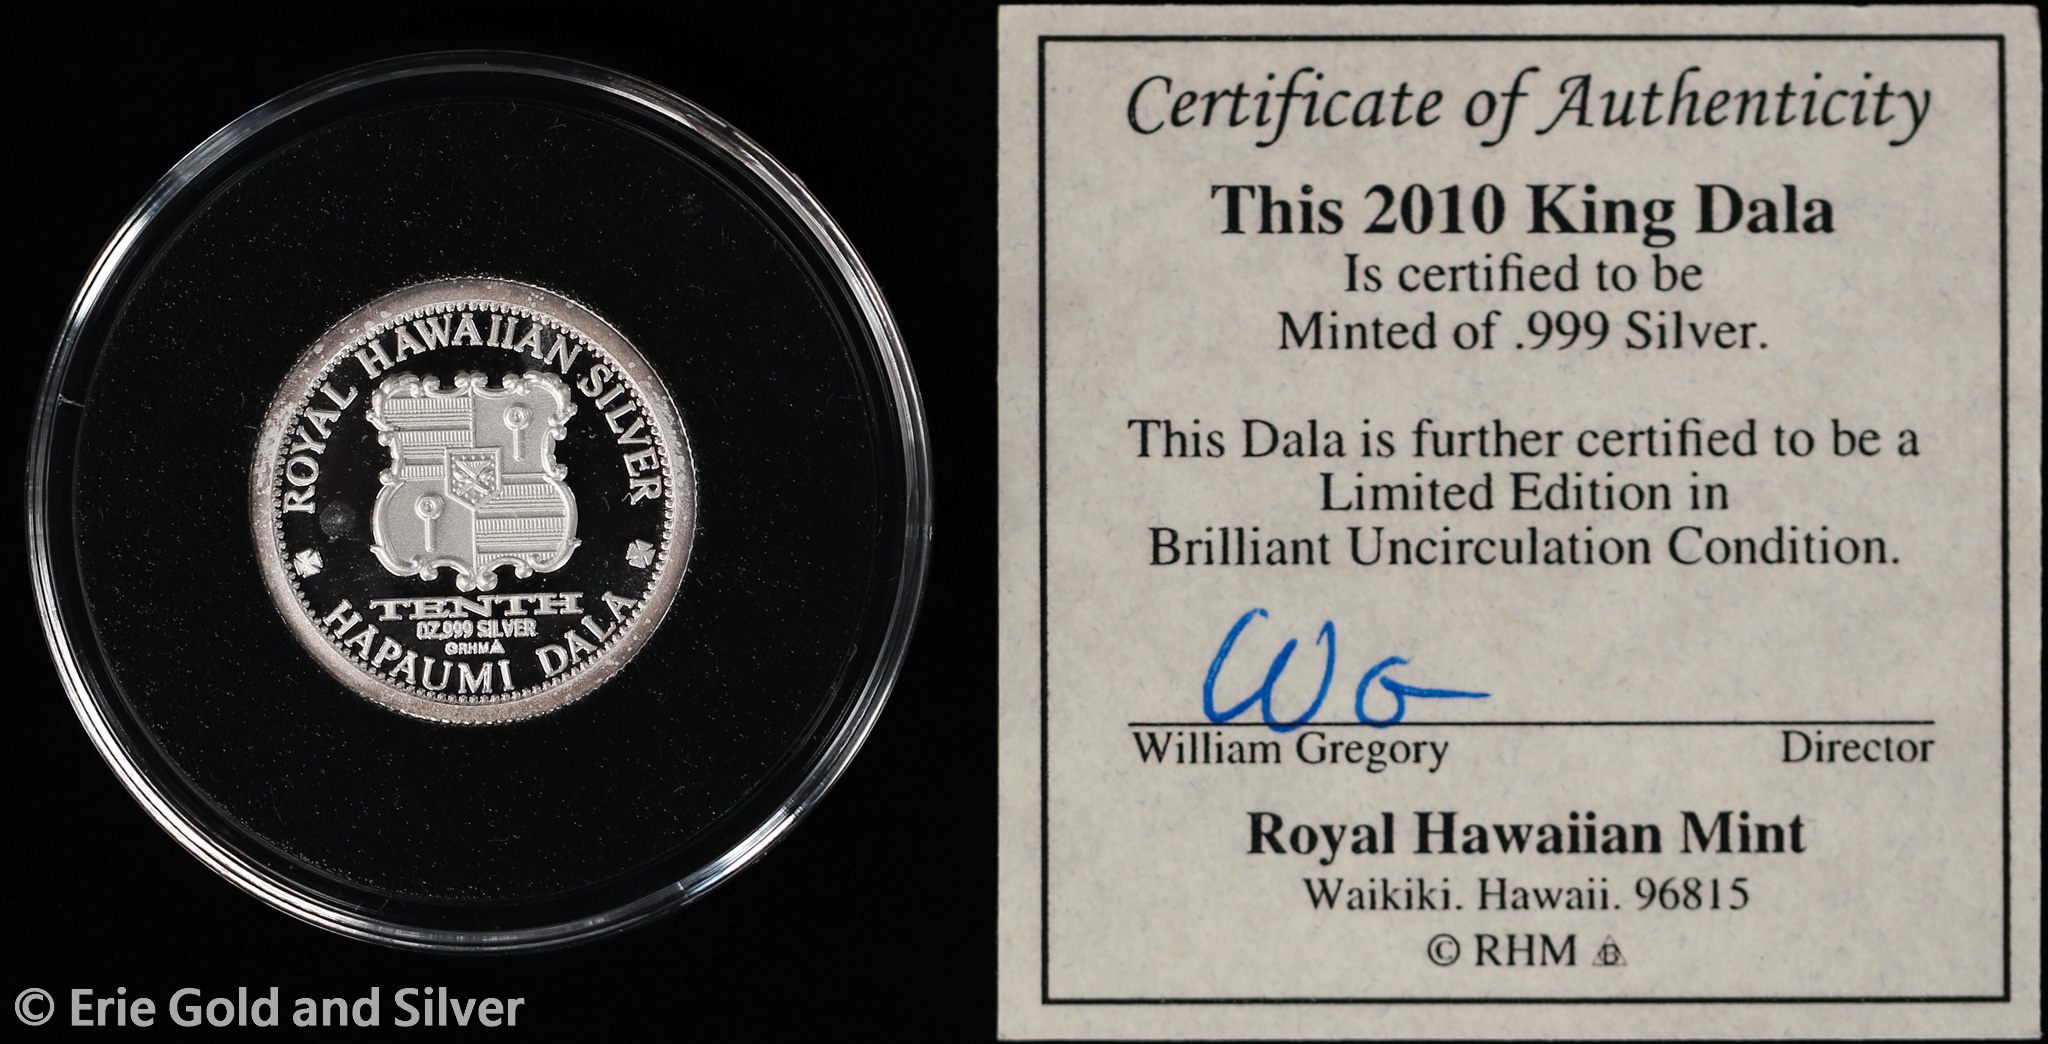 ROYAL HAWAIIAN SILVER
TENTH
OZ.999 SILVER
©RHM
HAPAUMI DALA
Certificate of Authenticity
This 2010 King Dala
Is certified to be
Minted of .999 Silver.
This Dala is further certified to be a
Limited Edition in
Brilliant Uncirculation Condition.
William Gregory Director
Royal Hawaiian Mint
Waikiki. Hawaii. 96815
© RHM
© Erie Gold and Silver